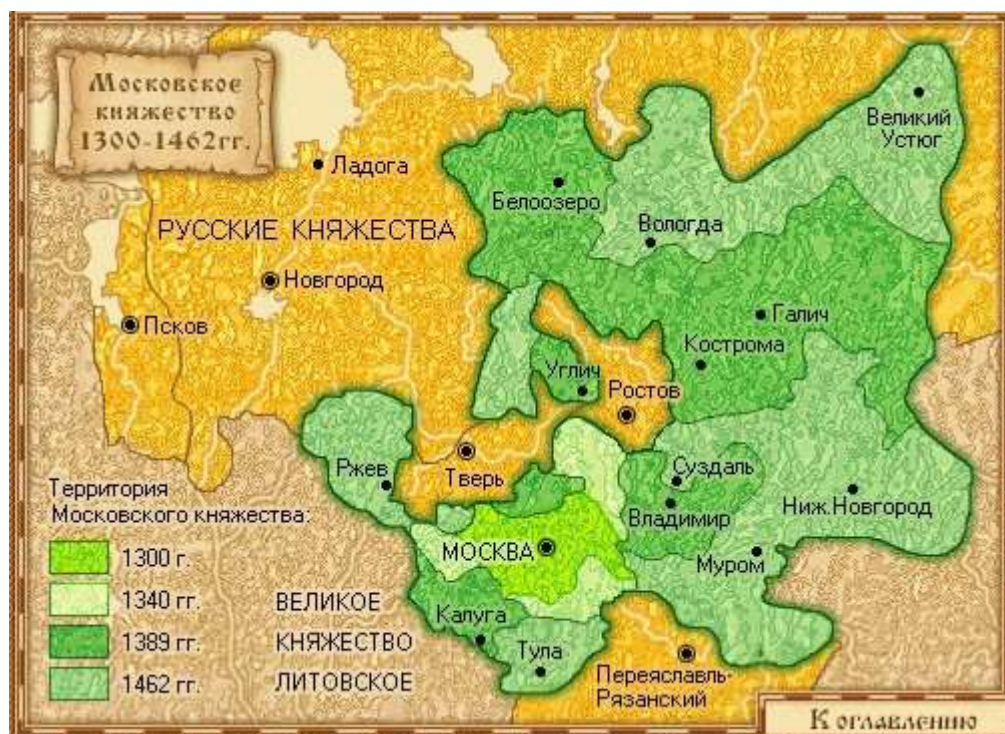 Московское
княжество
1300-1462гг.
Великий
Устюг
Ладога
Белоозеро
Вологда
РУССКИЕ КНЯЖЕСТВА
Новгород
Псков
Галич
Кострома
Углич
Ростов
Ржев
Тверь
Суздаль
Владимир
Ниж.Новгород
Территория
Московского княжества:
МОСКВА
Муром
1300 г.
1340 гг.
1389 гг.
1462 гг.
ВЕЛИКОЕ
КНЯЖЕСТВО
ЛИТОВСКОЕ
Калуга
Тула
Переяславль-
Рязанский
К оглавлению